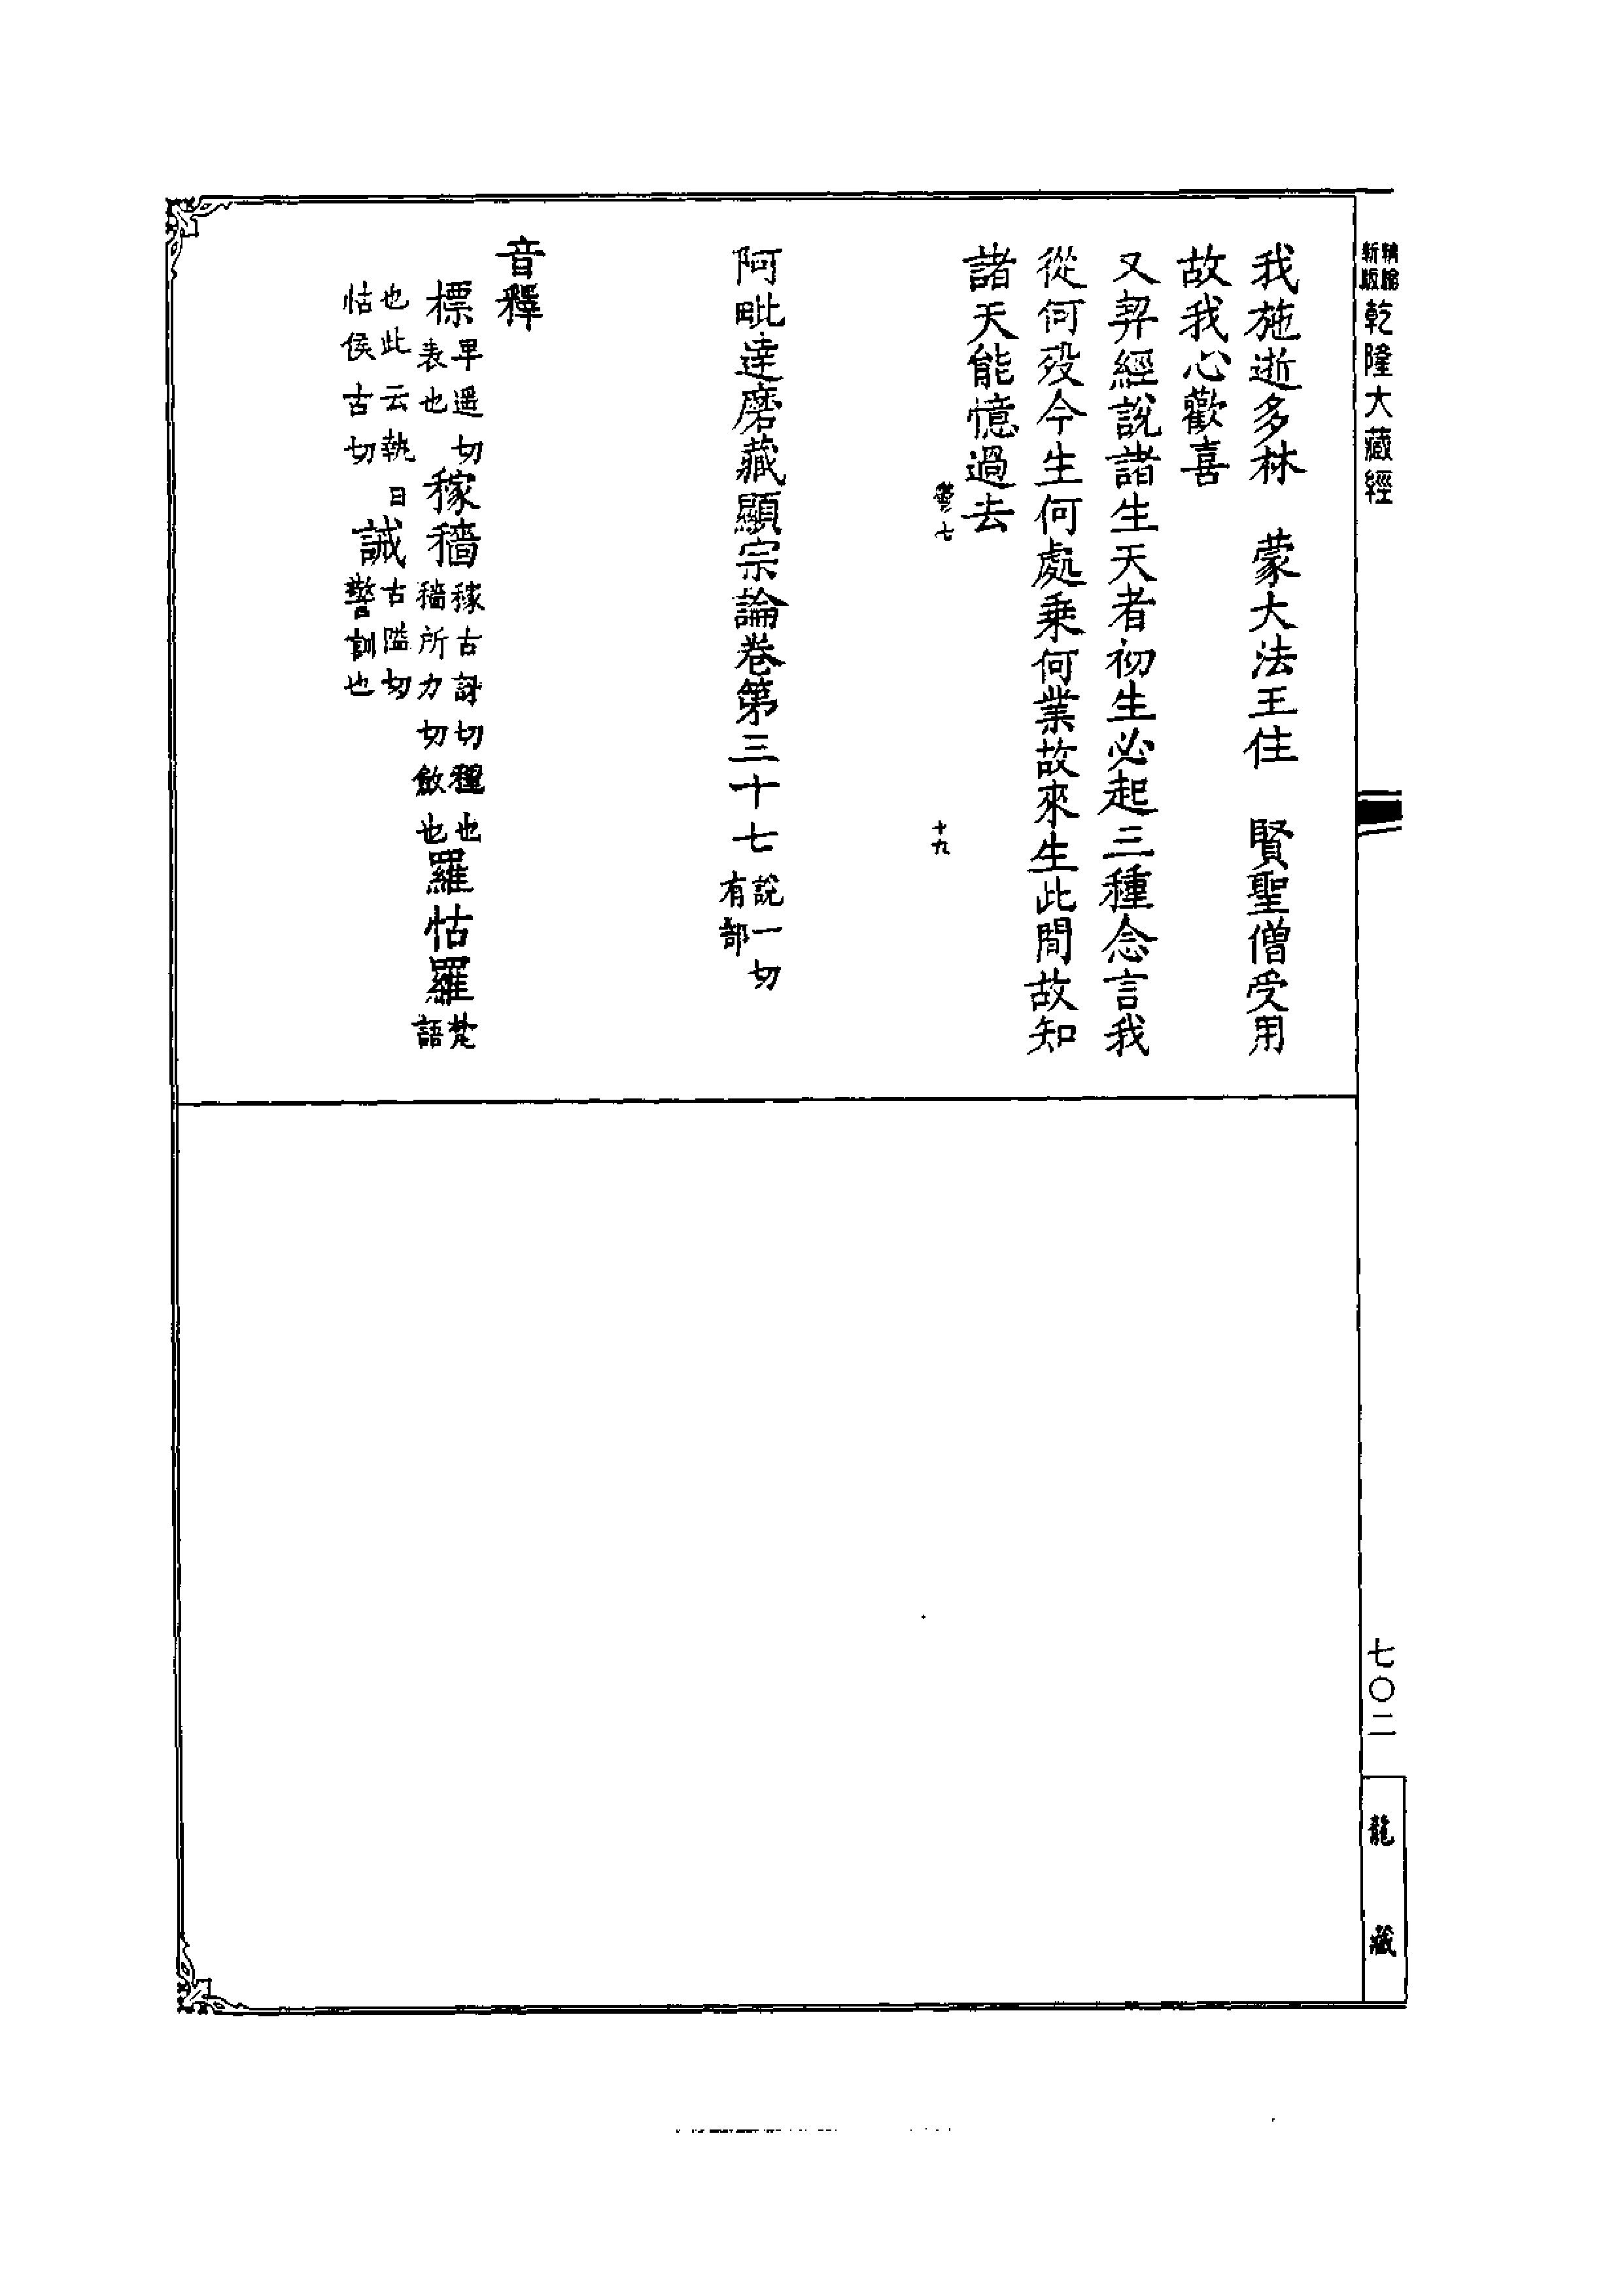 新版
乾隆大藏經
七〇二
龍藏
我施逝多林　蒙大法王住　賢聖僧受用
故我心歡喜
又契經說諸生天者初生必起三種念言我
從何歿今生何處乘何業故來生此間故知
諸天能憶過去
鬱七
十九
阿毗達磨藏顯宗論卷第三十七
說一切
有部
音釋
標
卑遥切
表也
稼穡
稼古訝切種也
穡所力切斂也
羅怙羅
梵
語
也此云執日
怙侯古切
誡
古隘切
警訓也